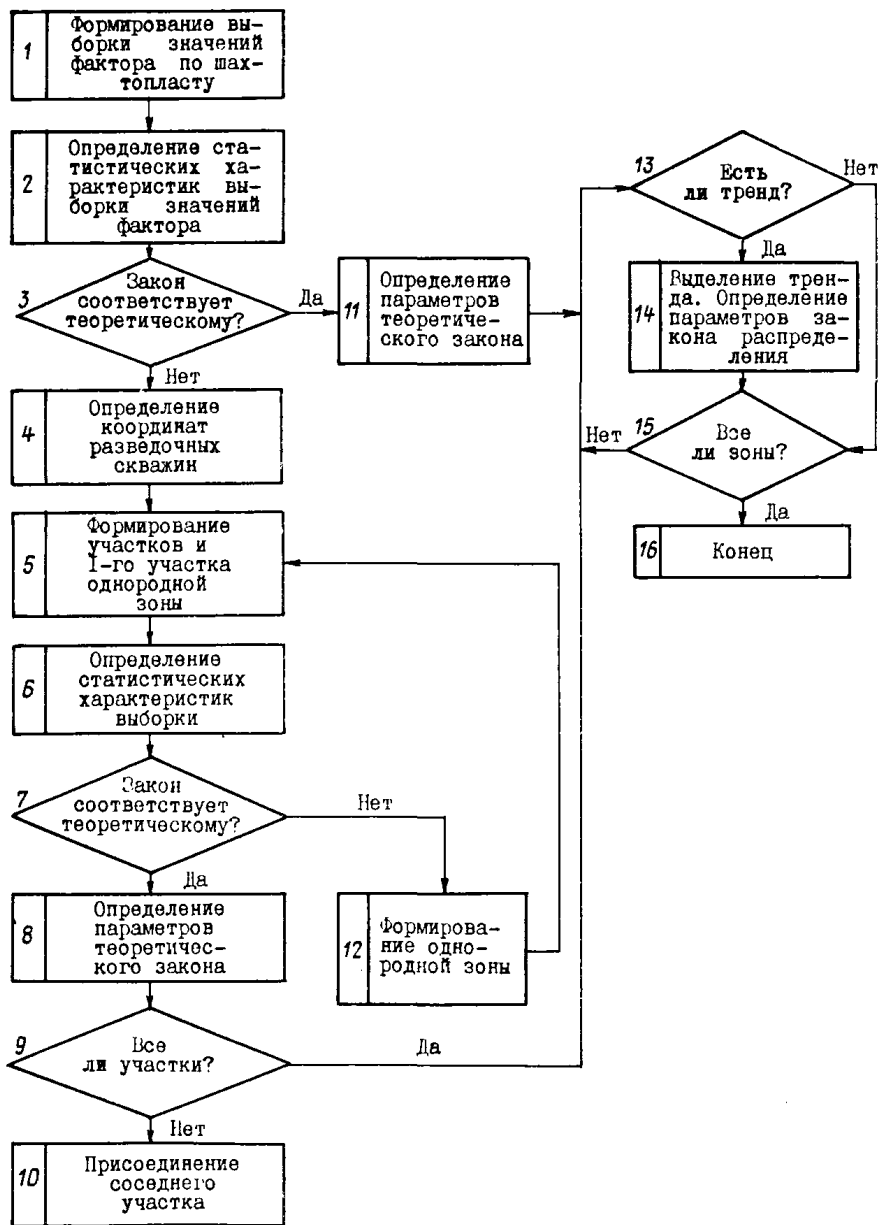 1
Формирование вы-
борки значений
фактора по шах-
топласту
2
Определение ста-
тистических ха-
рактеристик вы-
борки значений
фактора
3
Закон
соответствует
теоретическому?
Да
Нет
11
Определение
параметров
теоретиче-
ского закона
4
Определение
координат
разведочных
скважин
5
Формирование
участков и
I-го участка
однородной
зоны
6
Определение
статистических
характеристик
выборки
7
Закон
соответствует
теоретическому?
Нет
Да
8
Определение
параметров
теоретиче-
ского закона
12
Формирова-
ние одно-
родной зоны
9
Все
ли участки?
Да
Нет
10
Присоединение
соседнего
участка
13
Есть
ли тренд?
Нет
Да
14
Выделение трен-
да. Определение
параметров за-
кона распреде-
ления
15
Все
ли зоны?
Нет
Да
16
Конец